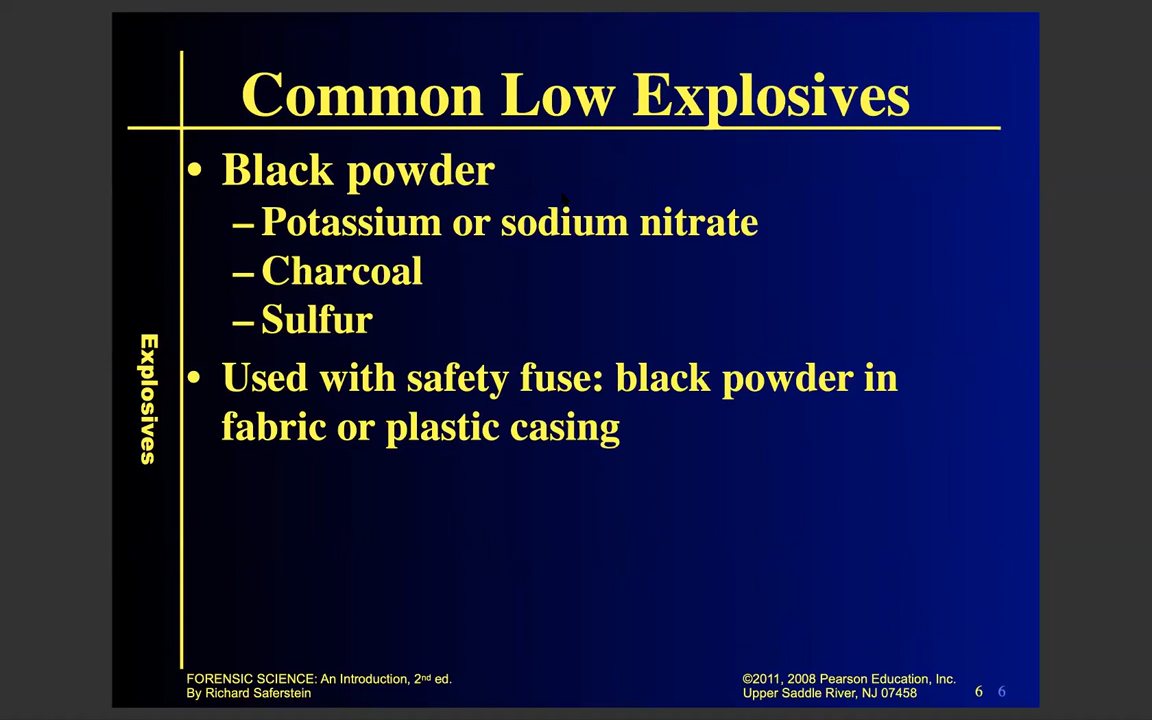 Common Low Explosives
• Black powder
– Potassium or sodium nitrate
– Charcoal
– Sulfur
• Used with safety fuse: black powder in
fabric or plastic casing
Explosives
FORENSIC SCIENCE: An Introduction, 2nd ed.
By Richard Saferstein
©2011, 2008 Pearson Education, Inc.
Upper Saddle River, NJ 07458
6 6